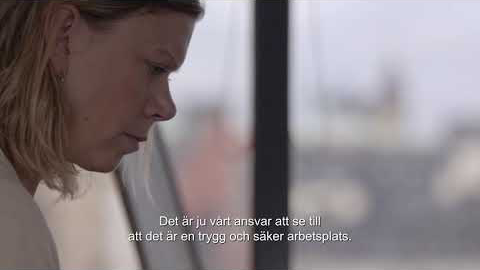 Det är ju vårt ansvar att se till
att det är en trygg och säker arbetsplats.